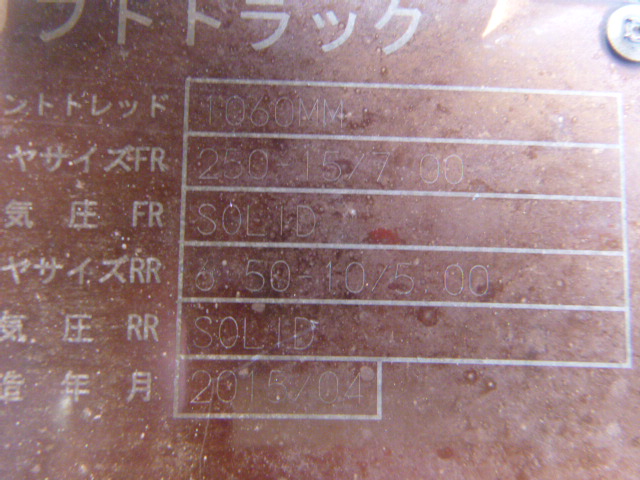 フトトラック
ントトレッド 1060MM
ヤサイズFR 250-15/7.00
気圧 FR SOLID
ヤサイズRR 6.50-10/5.00
気圧 RR SOLID
造年月 2015/04